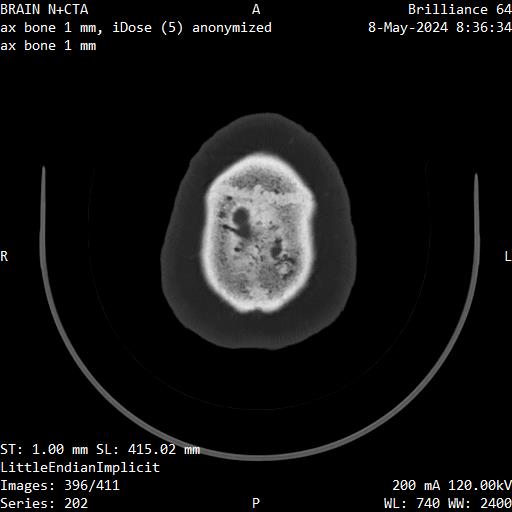 BRAIN N+CTA
A
Brilliance 64
ax bone 1 mm, iDose (5) anonymized
8-May-2024 8:36:34
ax bone 1 mm
R
L
ST: 1.00 mm SL: 415.02 mm
LittleEndianImplicit
Images: 396/411
200 mA 120.00kV
Series: 202
P
WL: 740 WW: 2400